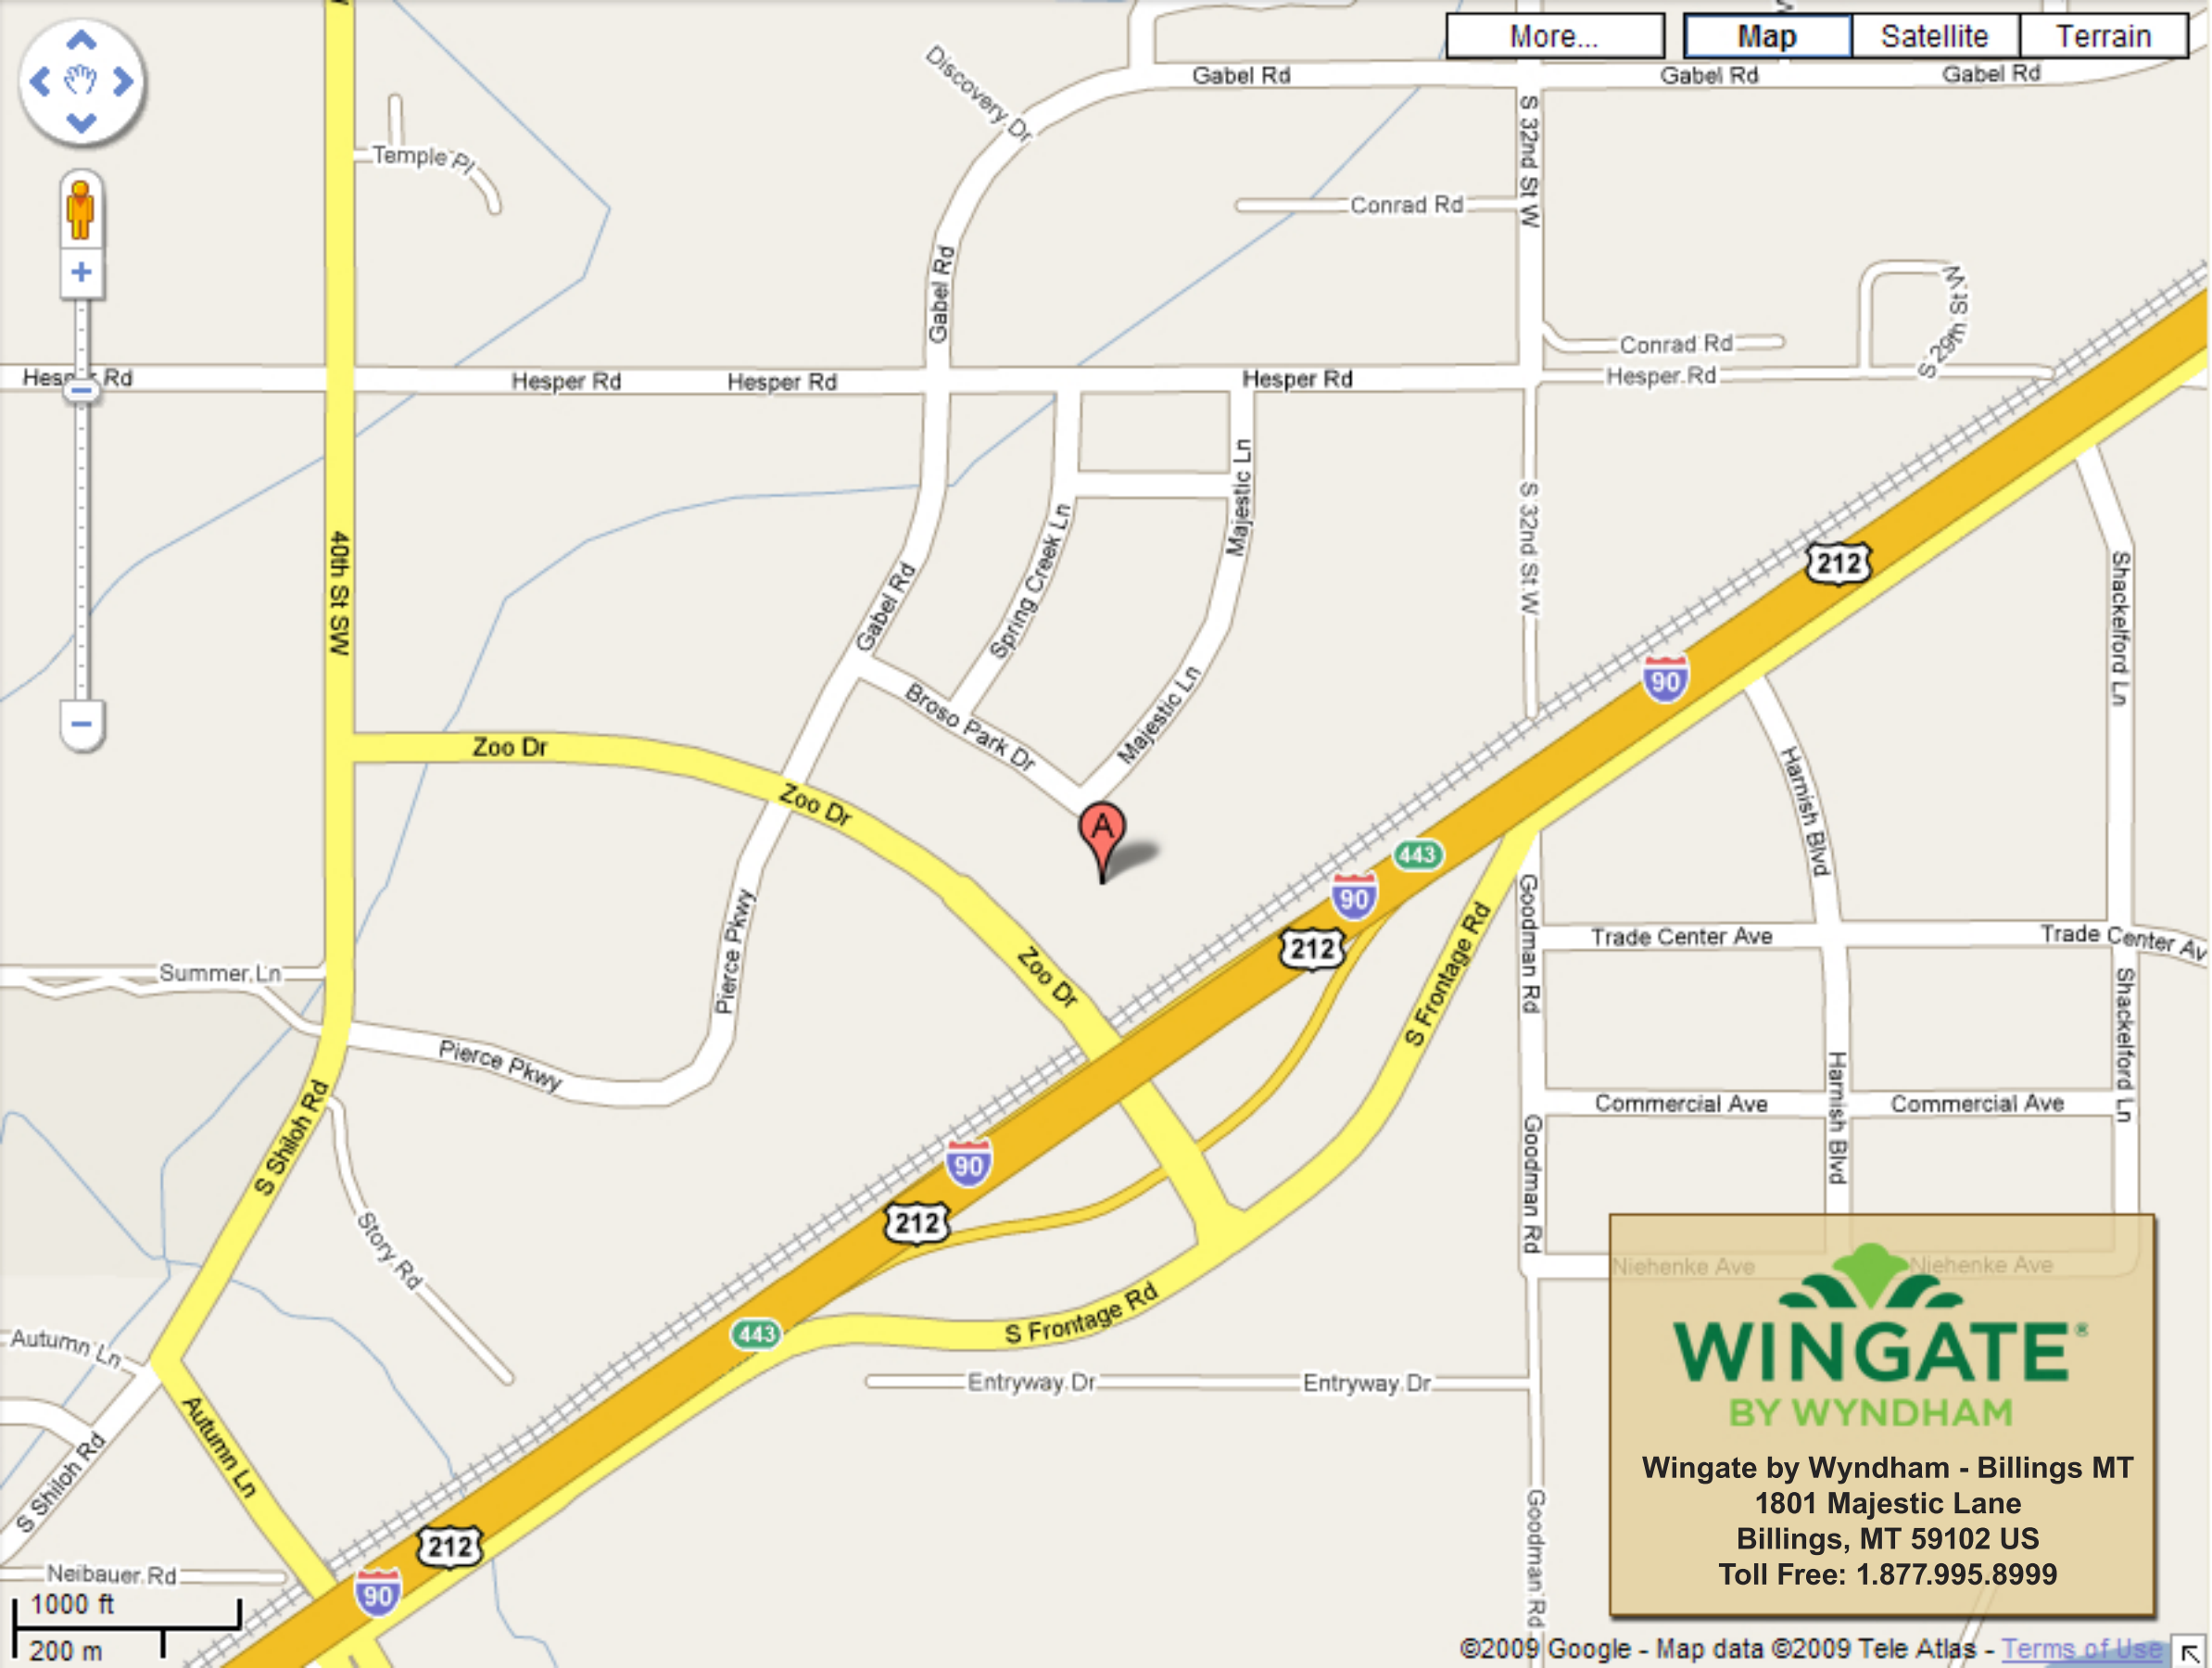 More...
Map
Satellite
Terrain
Discovery Dr
Gabel Rd
Gabel Rd
Gabel Rd
S 32nd St W
Temple Pl
Conrad Rd
Gabel Rd
S 29th St W
Conrad Rd
Hesper Rd
Hesper Rd
Hesper Rd
Hesper Rd
Hesper Rd
Majestic Ln
S 32nd St W
40th St SW
Spring Creek Ln
Gabel Rd
212
Shackelford Ln
90
Broso Park Dr
Majestic Ln
Zoo Dr
Zoo Dr
Harnish Blvd
A
443
90
212
Pierce Pkwy
Goodman Rd
S Frontage Rd
Trade Center Ave
Trade Center Av
Summer Ln
Zoo Dr
Shackelford Ln
Pierce Pkwy
S Shiloh Rd
Commercial Ave
Commercial Ave
Harnish Blvd
90
Goodman Rd
212
Story Rd
Niehenke Ave
Niehenke Ave
443
S Frontage Rd
Autumn Ln
Entryway Dr
Entryway Dr
Autumn Ln
S Shiloh Rd
212
Neibauer Rd
90
Goodman Rd
WINGATE®
BY WYNDHAM
Wingate by Wyndham - Billings MT
1801 Majestic Lane
Billings, MT 59102 US
Toll Free: 1.877.995.8999
1000 ft
200 m
©2009 Google - Map data ©2009 Tele Atlas - Terms of Use